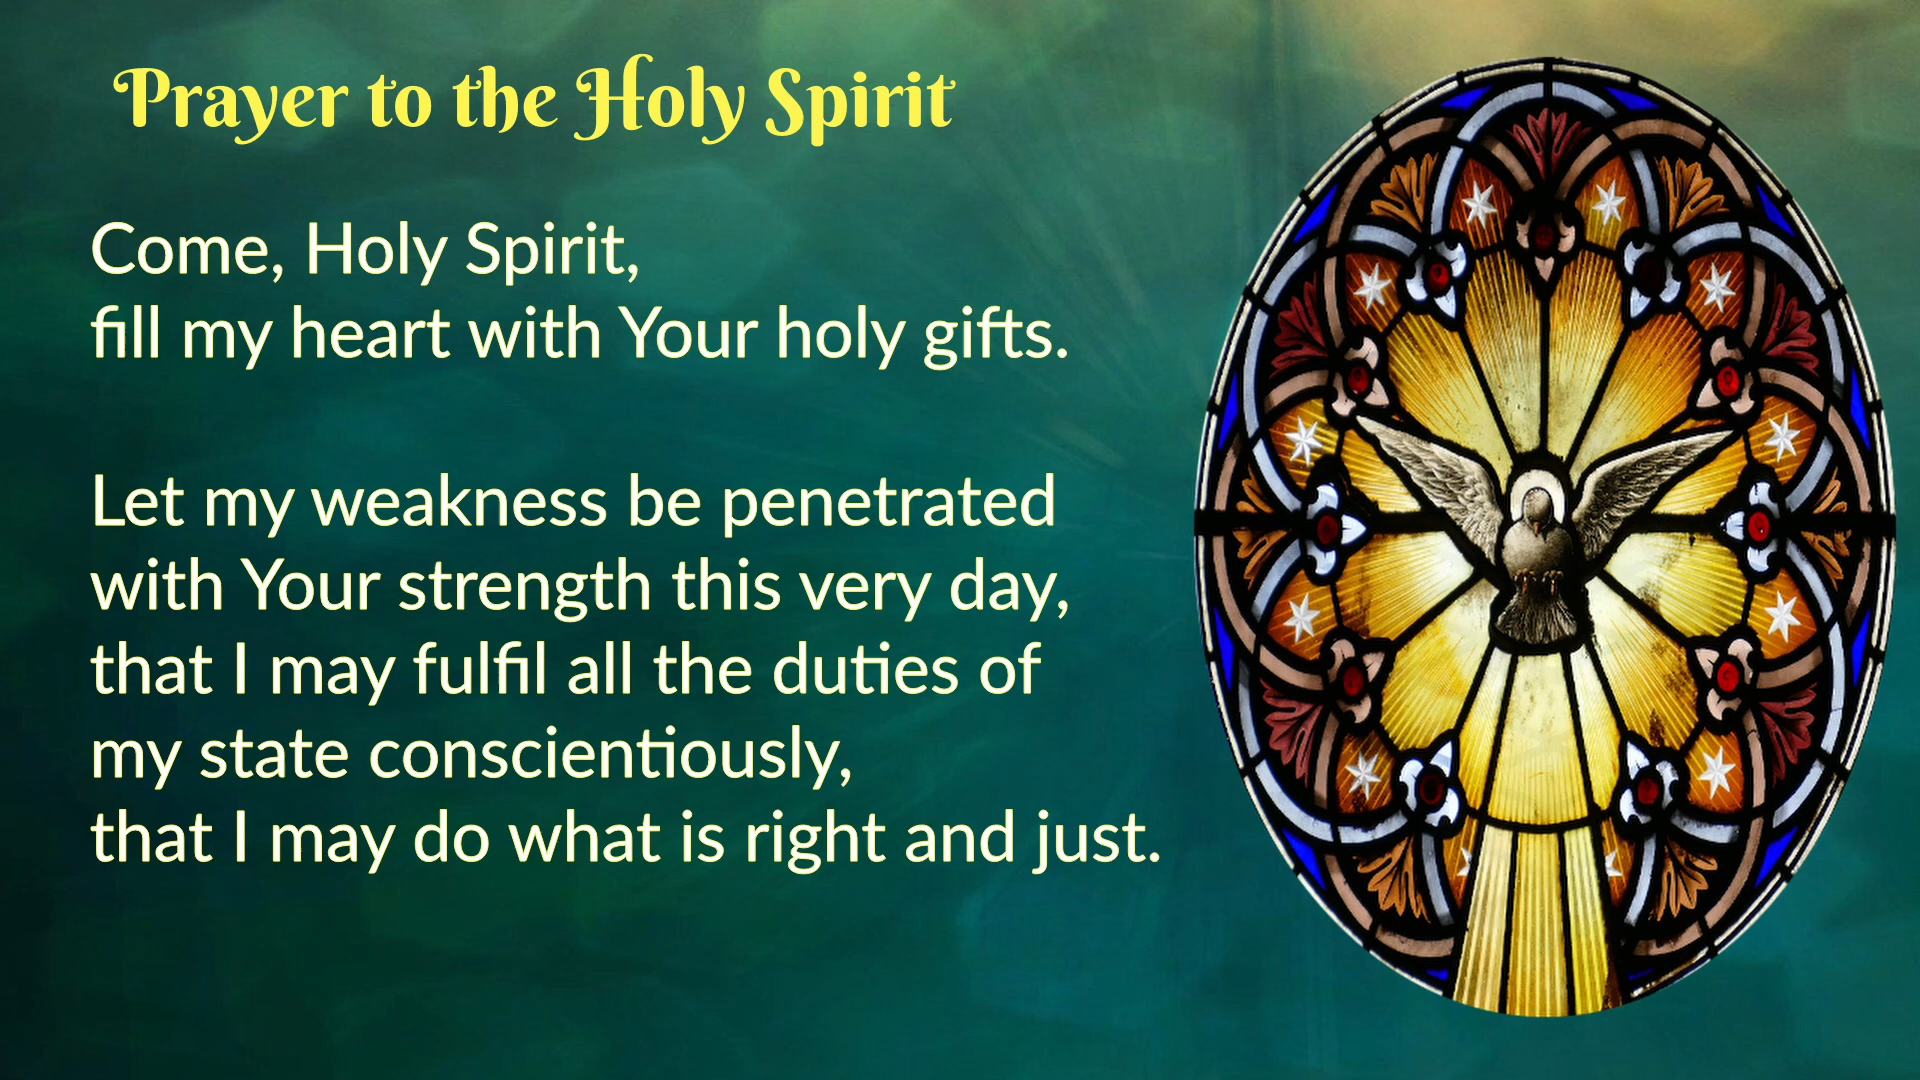 Prayer to the Holy Spirit
Come, Holy Spirit,
fill my heart with Your holy gifts.
Let my weakness be penetrated
with Your strength this very day,
that I may fulfil all the duties of
my state conscientiously,
that I may do what is right and just.